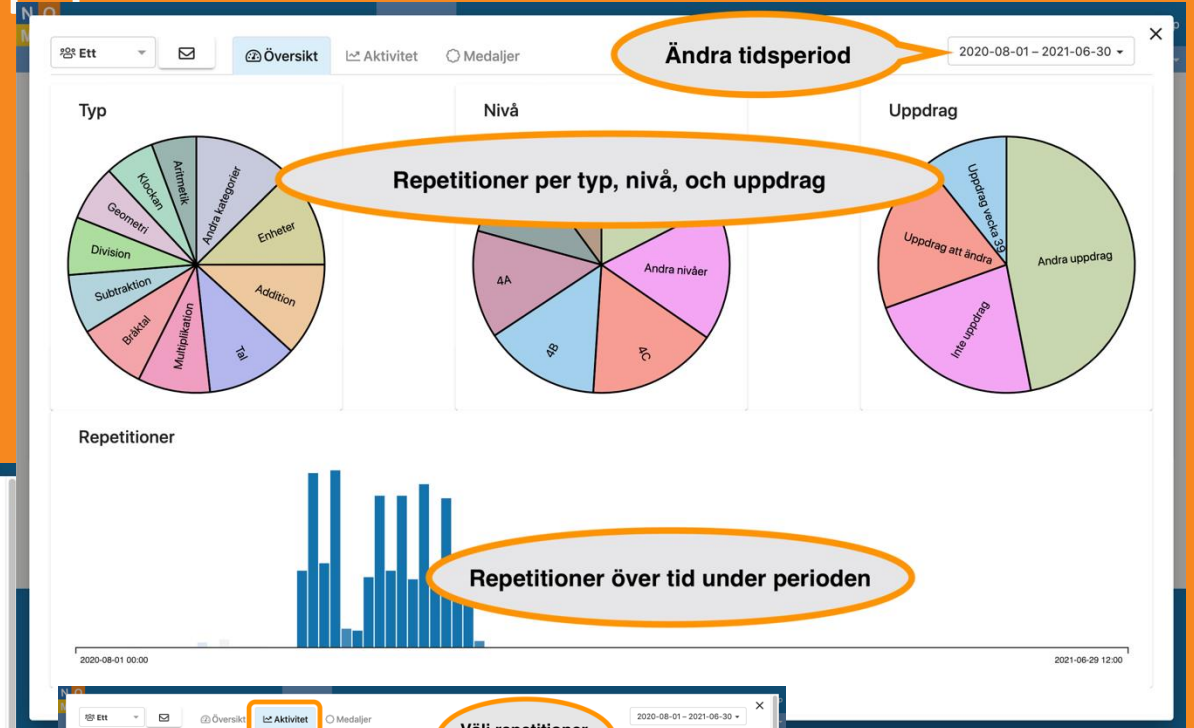 N O
M
Ett
Översikt
Aktivitet
Medaljer
Ändra tidsperiod
2020-08-01 – 2021-06-30
Typ
Nivå
Uppdrag
Repetitioner per typ, nivå, och uppdrag
Aritmetik
Andra kategorier
Klockan
Geometri
Enheter
Division
Subtraktion
Addition
Bråktal
Multiplikation
Tal
4A
Andra nivåer
4B
4C
Uppdrag vecka 39
Uppdrag att ändra
Andra uppdrag
Inte uppdrag
Repetitioner
Repetitioner över tid under perioden
2020-08-01 00:00
2021-06-29 12:00
N O
Ett
Översikt
Aktivitet
Medaljer
Välj repetitioner
2020-08-01 – 2021-06-30